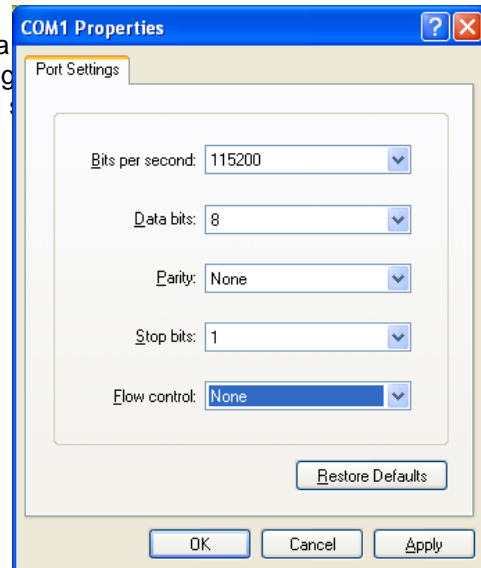 COM1 Properties
Port Settings
Bits per second: 115200
Data bits: 8
Parity: None
Stop bits: 1
Flow control: None
Restore Defaults
OK Cancel Apply